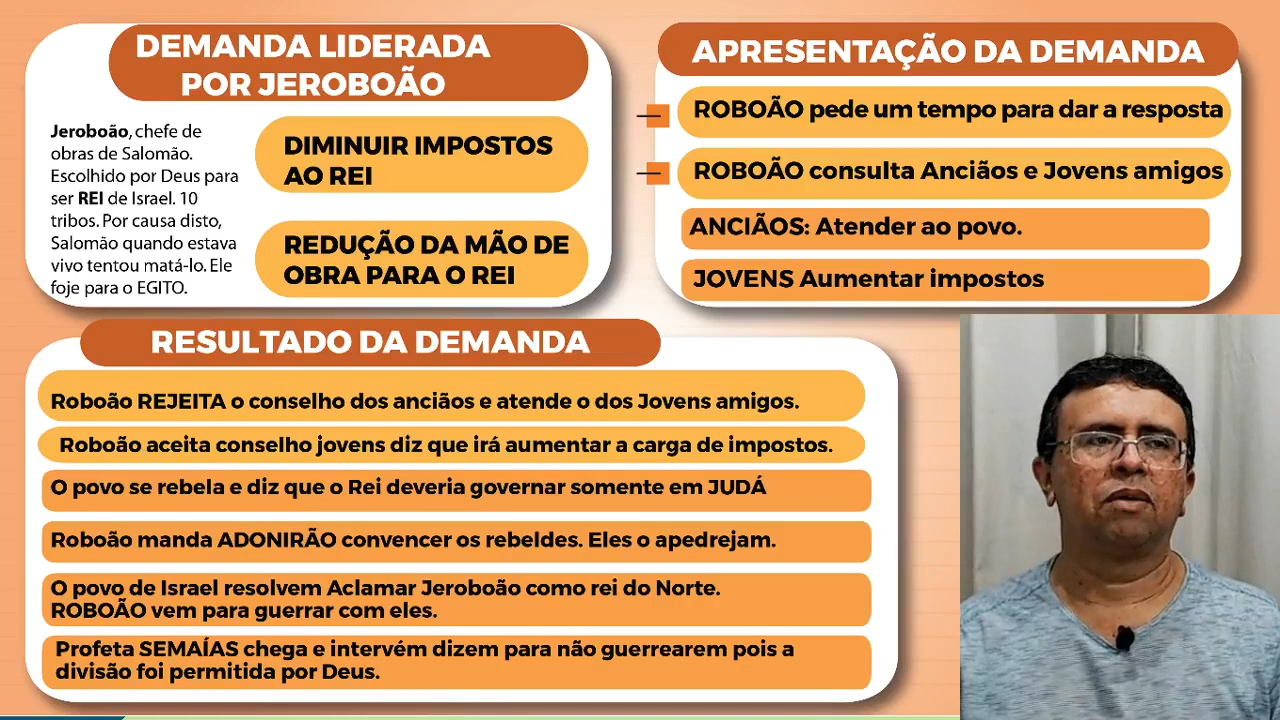 DEMANDA LIDERADA
POR JEROBOÃO
Jeroboão, chefe de
obras de Salomão.
Escolhido por Deus para
ser REI de Israel. 10
tribos. Por causa disto,
Salomão quando estava
vivo tentou matá-lo. Ele
foje para o EGITO.
DIMINUIR IMPOSTOS
AO REI
REDUÇÃO DA MÃO DE
OBRA PARA O REI
APRESENTAÇÃO DA DEMANDA
ROBOÃO pede um tempo para dar a resposta
ROBOÃO consulta Anciãos e Jovens amigos
ANCIÃOS: Atender ao povo.
JOVENS Aumentar impostos
RESULTADO DA DEMANDA
Roboão REJEITA o conselho dos anciãos e atende o dos Jovens amigos.
Roboão aceita conselho jovens diz que irá aumentar a carga de impostos.
O povo se rebela e diz que o Rei deveria governar somente em JUDÁ
Roboão manda ADONIRÃO convencer os rebeldes. Eles o apedrejam.
O povo de Israel resolvem Aclamar Jeroboão como rei do Norte.
ROBOÃO vem para guerrar com eles.
Profeta SEMAÍAS chega e intervém dizem para não guerrearem pois a
divisão foi permitida por Deus.